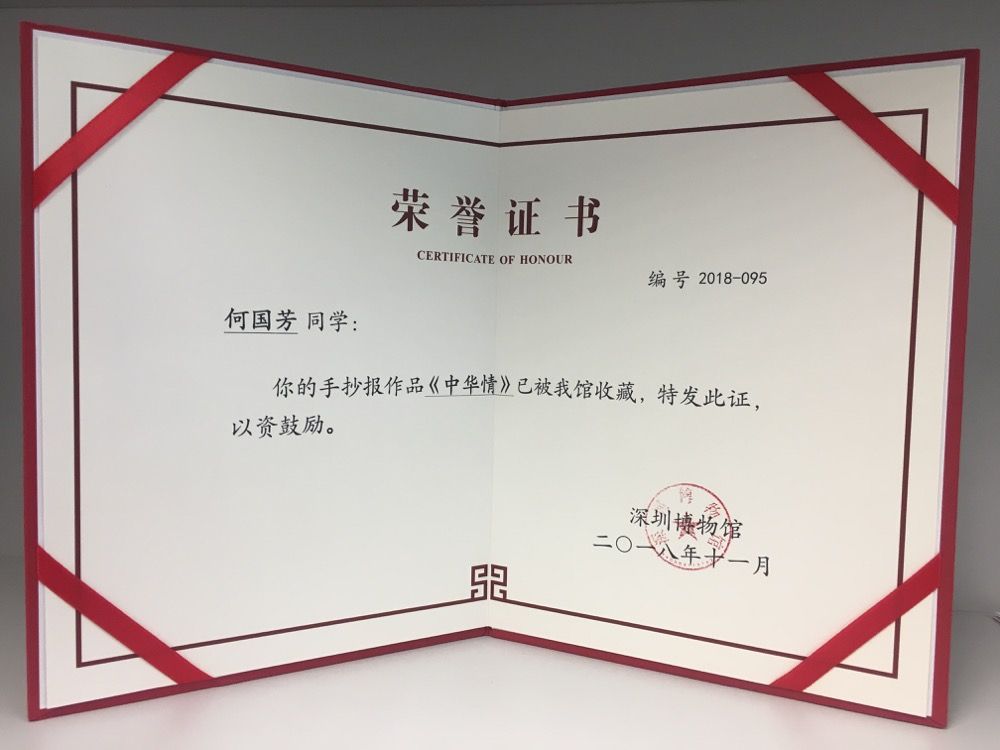 荣誉证书
CERTIFICATE OF HONOUR
编号 2018-095
何国芳 同学：
你的手抄报作品《中华情》已被我馆收藏，特发此证，
以资鼓励。
深圳博物馆
二〇一八年十一月